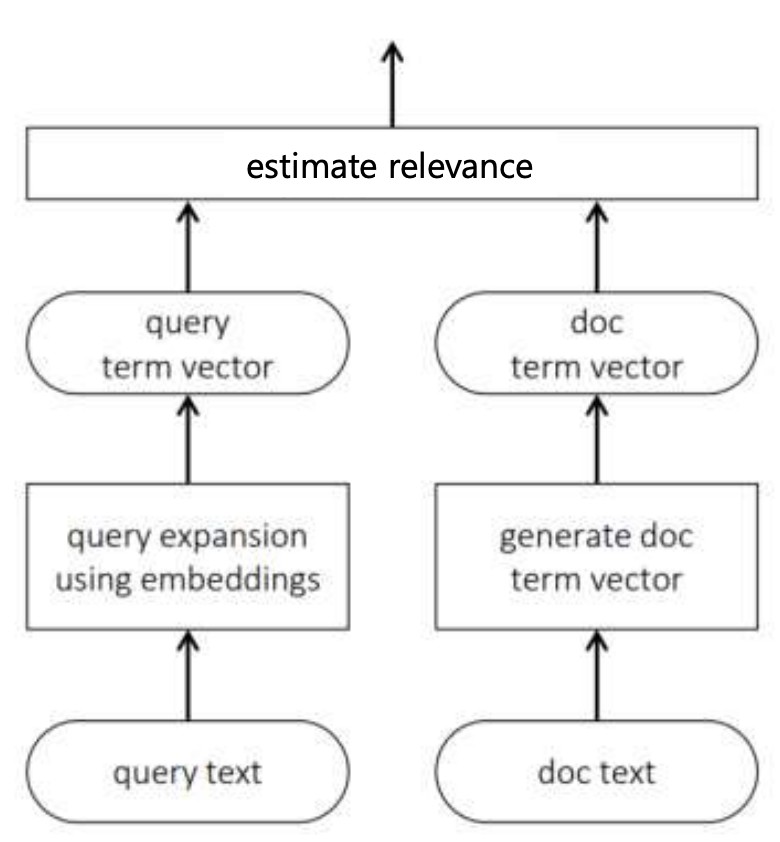 estimate relevance
query
term vector
doc
term vector
query expansion
using embeddings
generate doc
term vector
query text
doc text